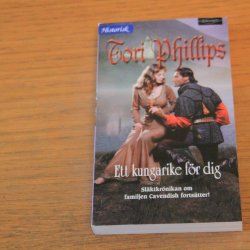 Historisk
Tori Phillips
Ett kungarike för dig
Släktkrönikan om
familjen Cavendish fortsätter!